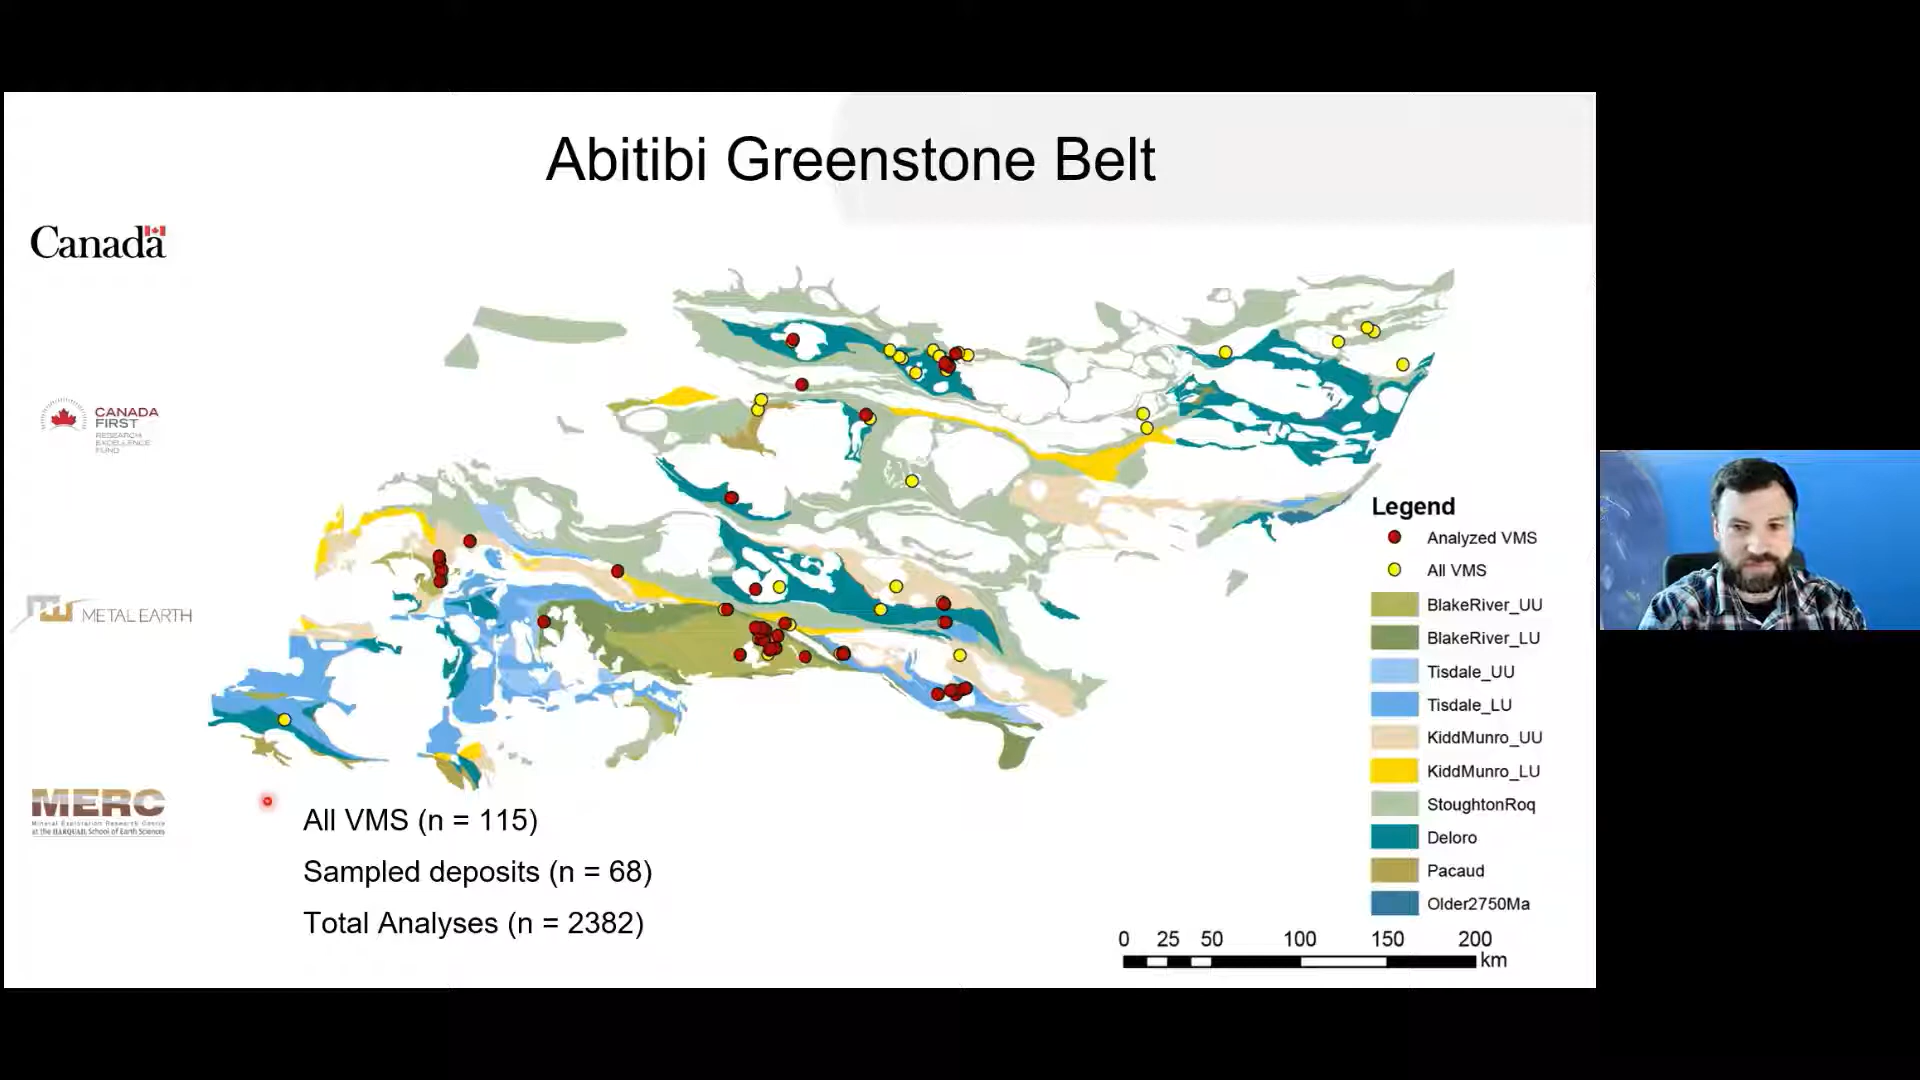 Abitibi Greenstone Belt
Canada
CANADA
FIRST
RESEARCH
EXCELLENCE
FUND
METAL EARTH
MERC
Mineral Exploration Research Centre
at the HARQUAIL School of Earth Sciences
All VMS (n = 115)
Sampled deposits (n = 68)
Total Analyses (n = 2382)
Legend
Analyzed VMS
All VMS
BlakeRiver_UU
BlakeRiver_LU
Tisdale_UU
Tisdale_LU
KiddMunro_UU
KiddMunro_LU
StoughtonRoq
Deloro
Pacaud
Older2750Ma
0 25 50 100 150 200
km